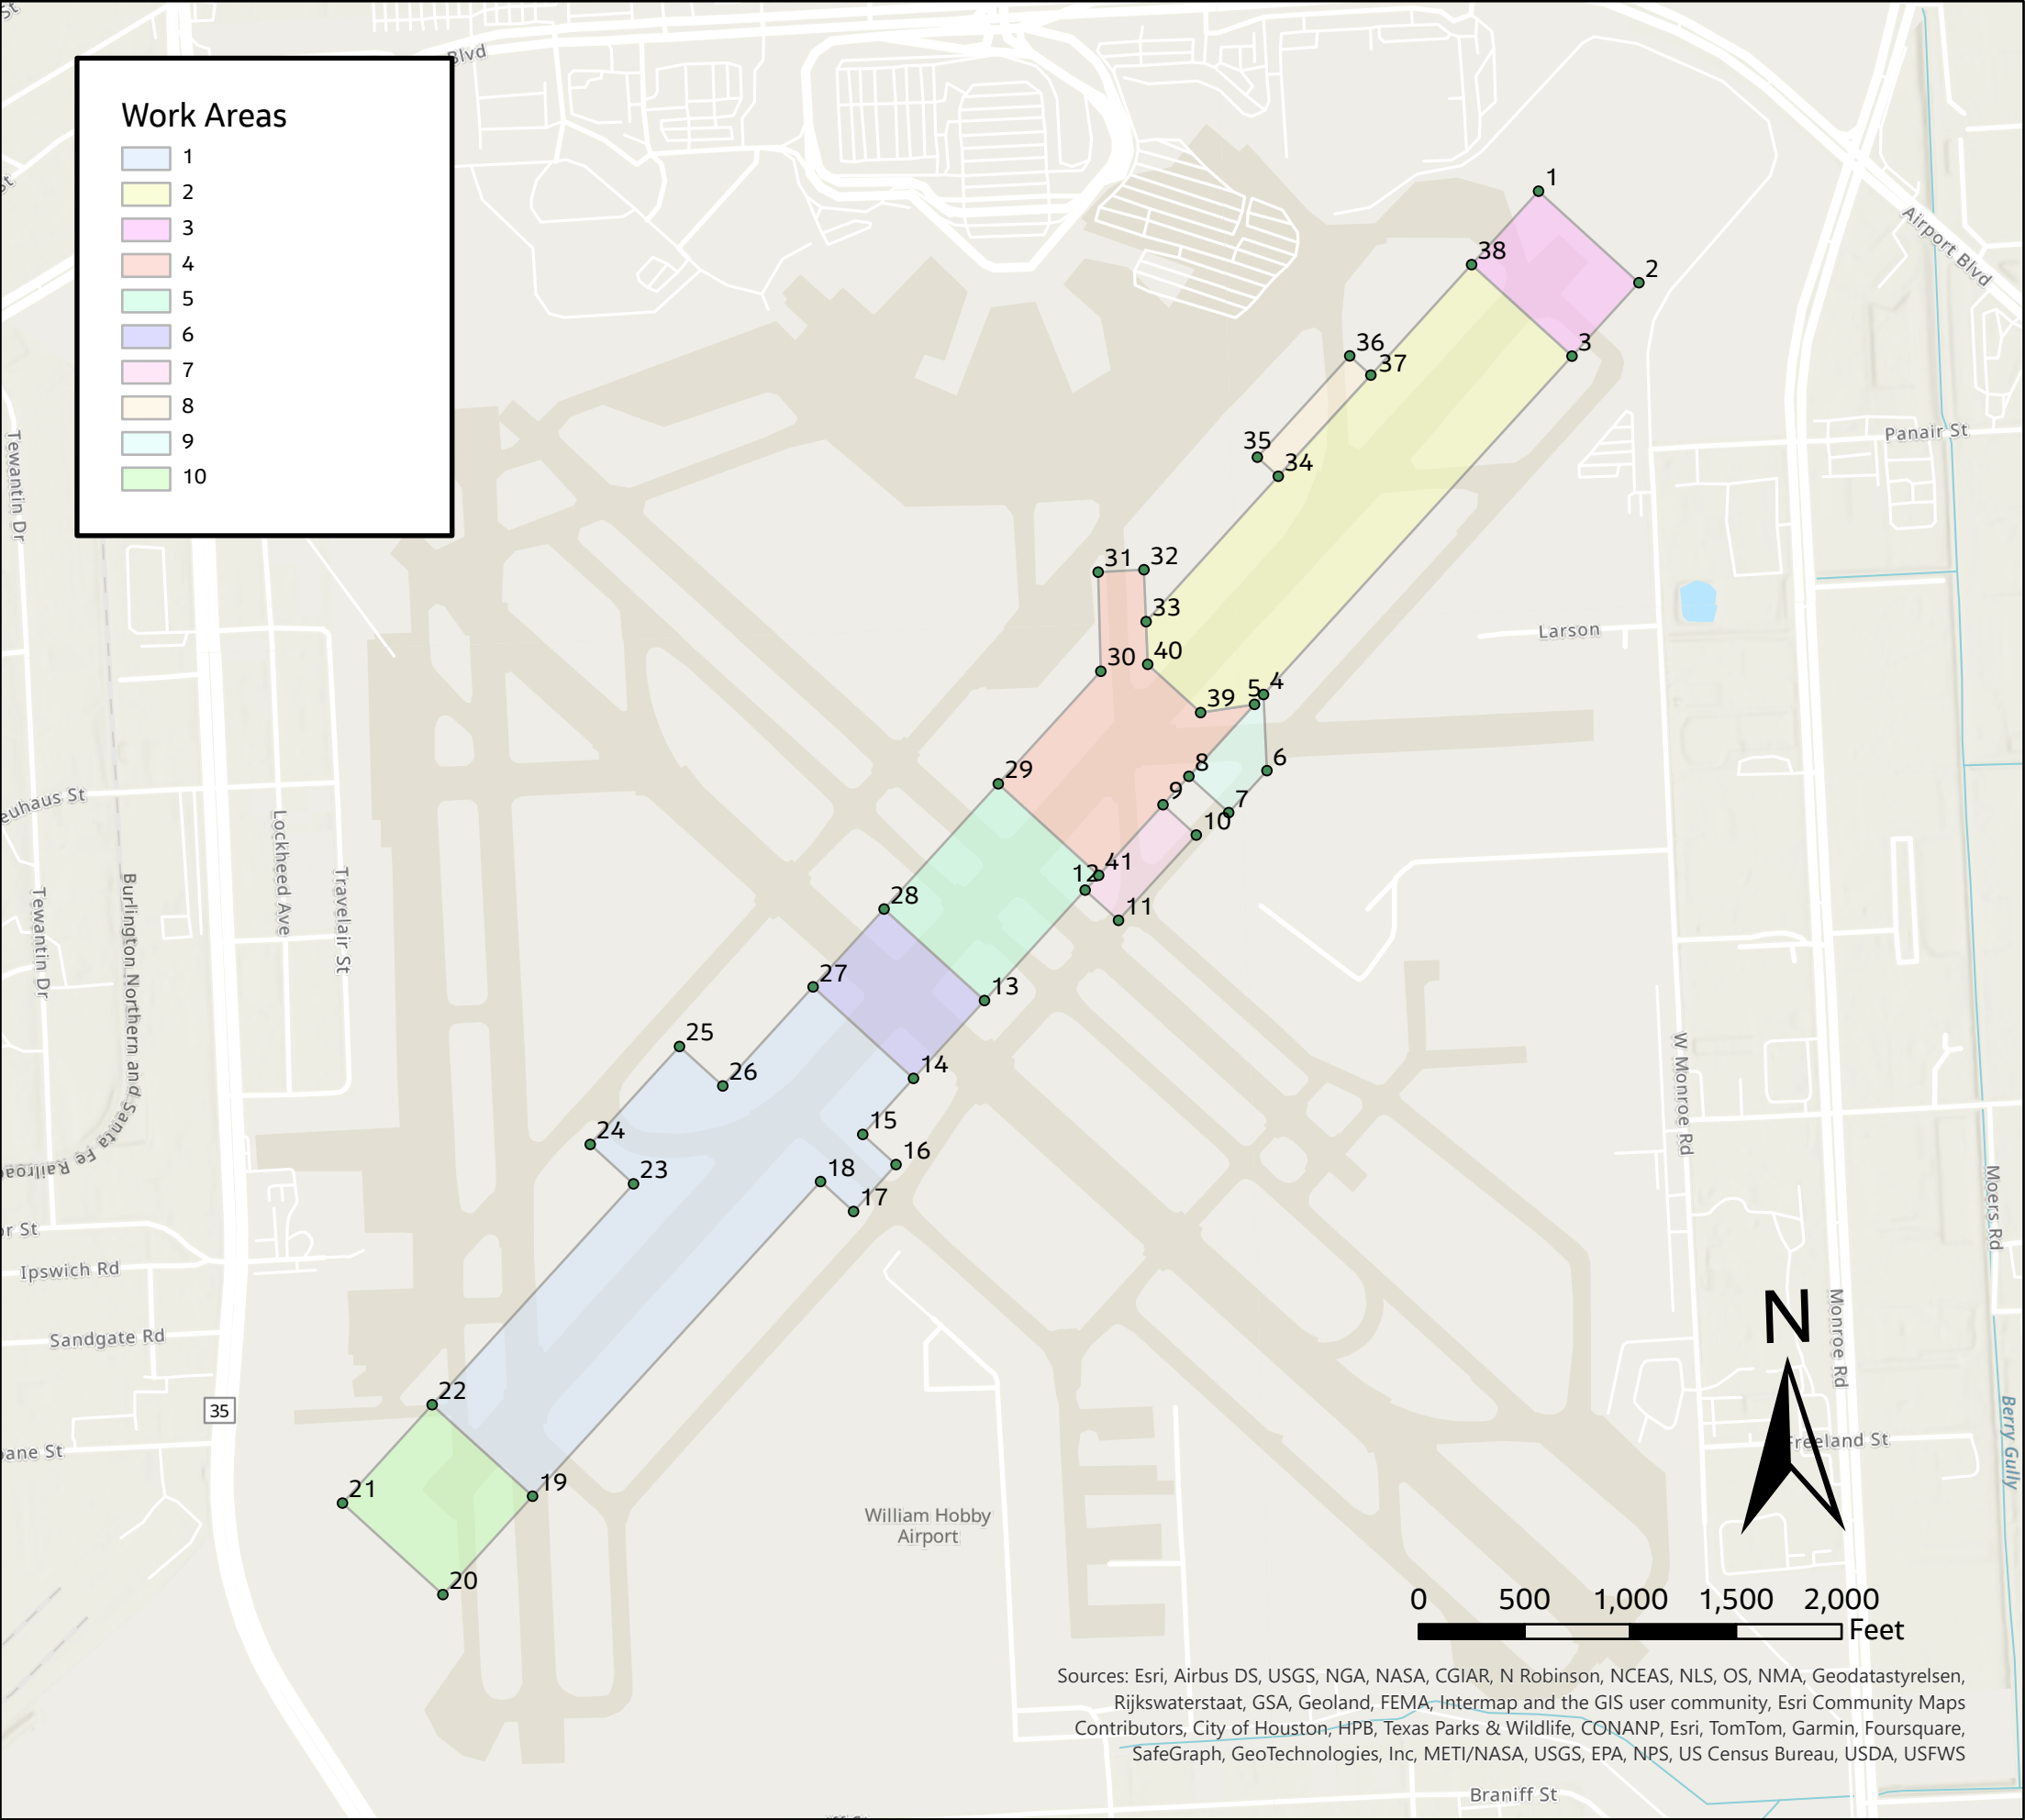 St
Blvd
St
Work Areas
1
2
3
4
5
6
7
8
9
10
1
2
3
38
36
37
35
34
31
32
33
30
40
39
5
4
29
8
6
9
7
10
41
12
11
28
27
13
25
26
14
15
24
16
23
18
17
22
19
21
20
Airport Blvd
Panair St
Larson
Tewantin Dr
Tewantin Dr
Lockheed Ave
Travelair St
Burlington Northern and Santa Fe
Ipswich Rd
Sandgate Rd
35
William Hobby
Airport
W Monroe Rd
Monroe Rd
Moers Rd
Berry Gully
Freeland St
N
0 500 1,000 1,500 2,000
Feet
Sources: Esri, Airbus DS, USGS, NGA, NASA, CGIAR, N Robinson, NCEAS, NLS, OS, NMA, Geodatastyrelsen,
Rijkswaterstaat, GSA, Geoland, FEMA, Intermap and the GIS user community, Esri Community Maps
Contributors, City of Houston, HPB, Texas Parks & Wildlife, CONANP, Esri, TomTom, Garmin, Foursquare,
SafeGraph, GeoTechnologies, Inc, METI/NASA, USGS, EPA, NPS, US Census Bureau, USDA, USFWS
Braniff St